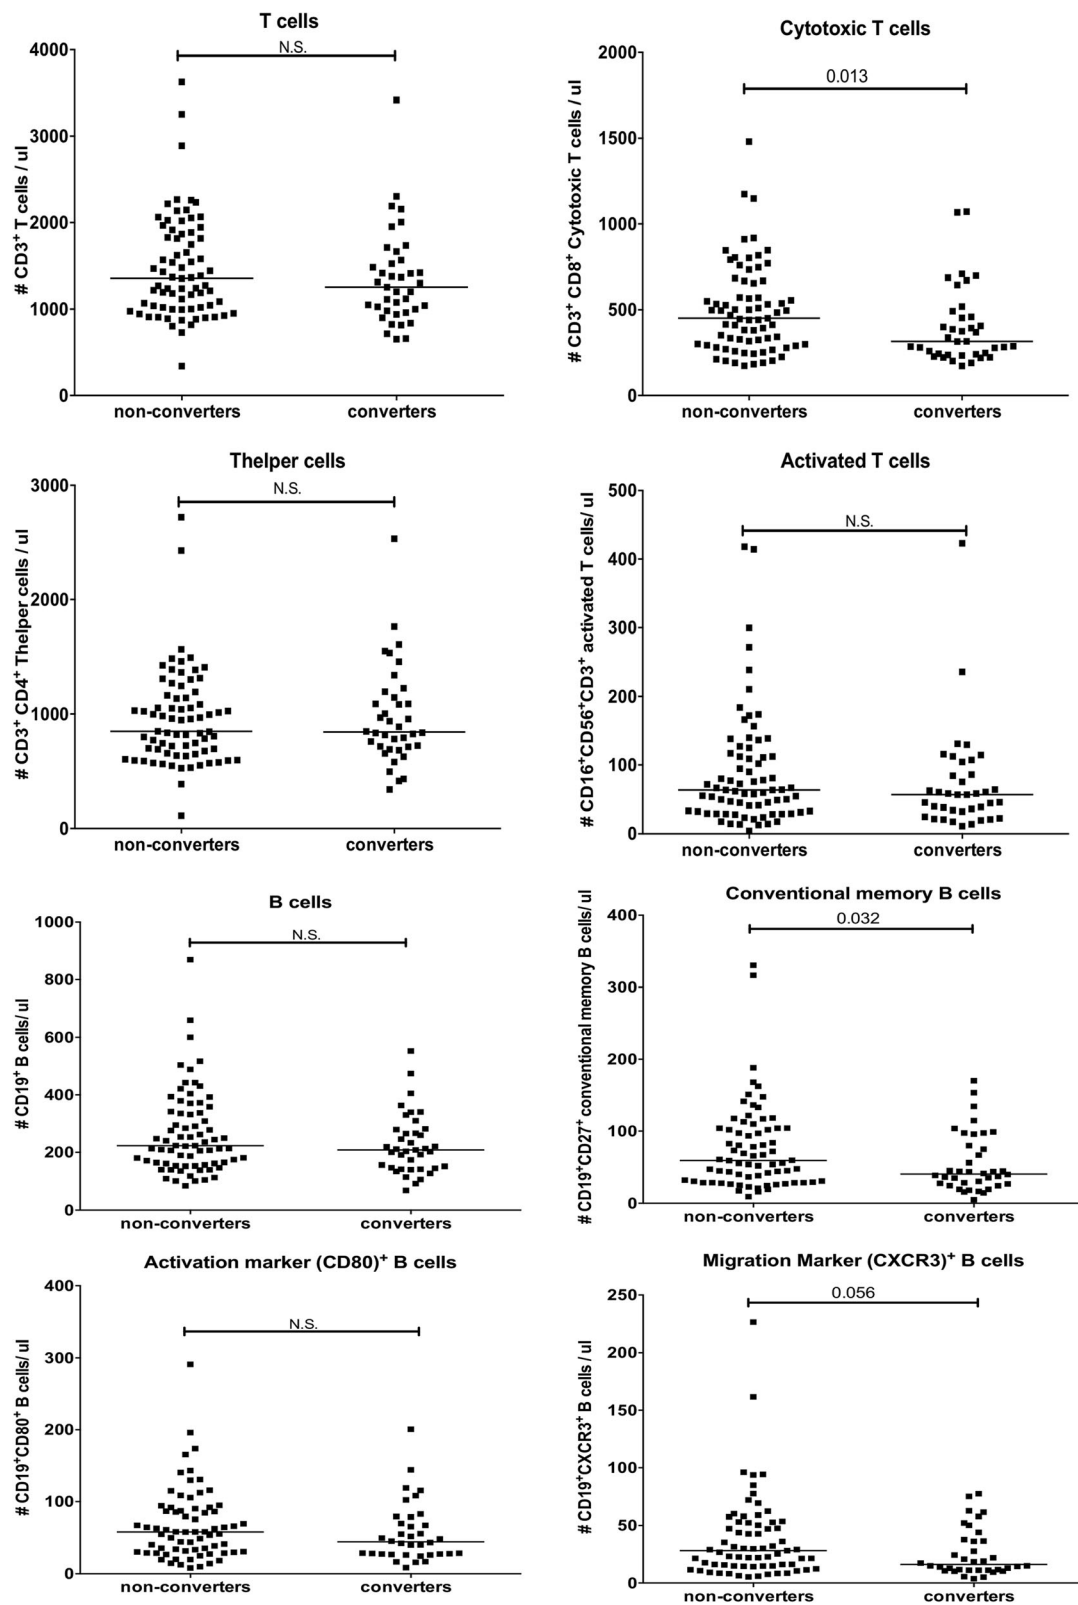 T cells
N.S.
# CD3⁺ T cells / ul
4000
3000
2000
1000
0
non-converters
converters
Cytotoxic T cells
0.013
# CD3⁺ CD8⁺ Cytotoxic T cells / ul
2000
1500
1000
500
0
non-converters
converters
Thelper cells
N.S.
# CD3⁺ CD4⁺ Thelper cells / ul
3000
2000
1000
0
non-converters
converters
Activated T cells
N.S.
# CD16⁺CD56⁺CD3⁺ activated T cells/ ul
500
400
300
200
100
0
non-converters
converters
B cells
N.S.
# CD19⁺ B cells/ ul
1000
800
600
400
200
0
non-converters
converters
Conventional memory B cells
0.032
# CD19⁺CD27⁺ conventional memory B cells/ ul
400
300
200
100
0
non-converters
converters
Activation marker (CD80)⁺ B cells
N.S.
# CD19⁺CD80⁺ B cells/ ul
400
300
200
100
0
non-converters
converters
Migration Marker (CXCR3)⁺ B cells
0.056
# CD19⁺CXCR3⁺ B cells / ul
250
200
150
100
50
0
non-converters
converters